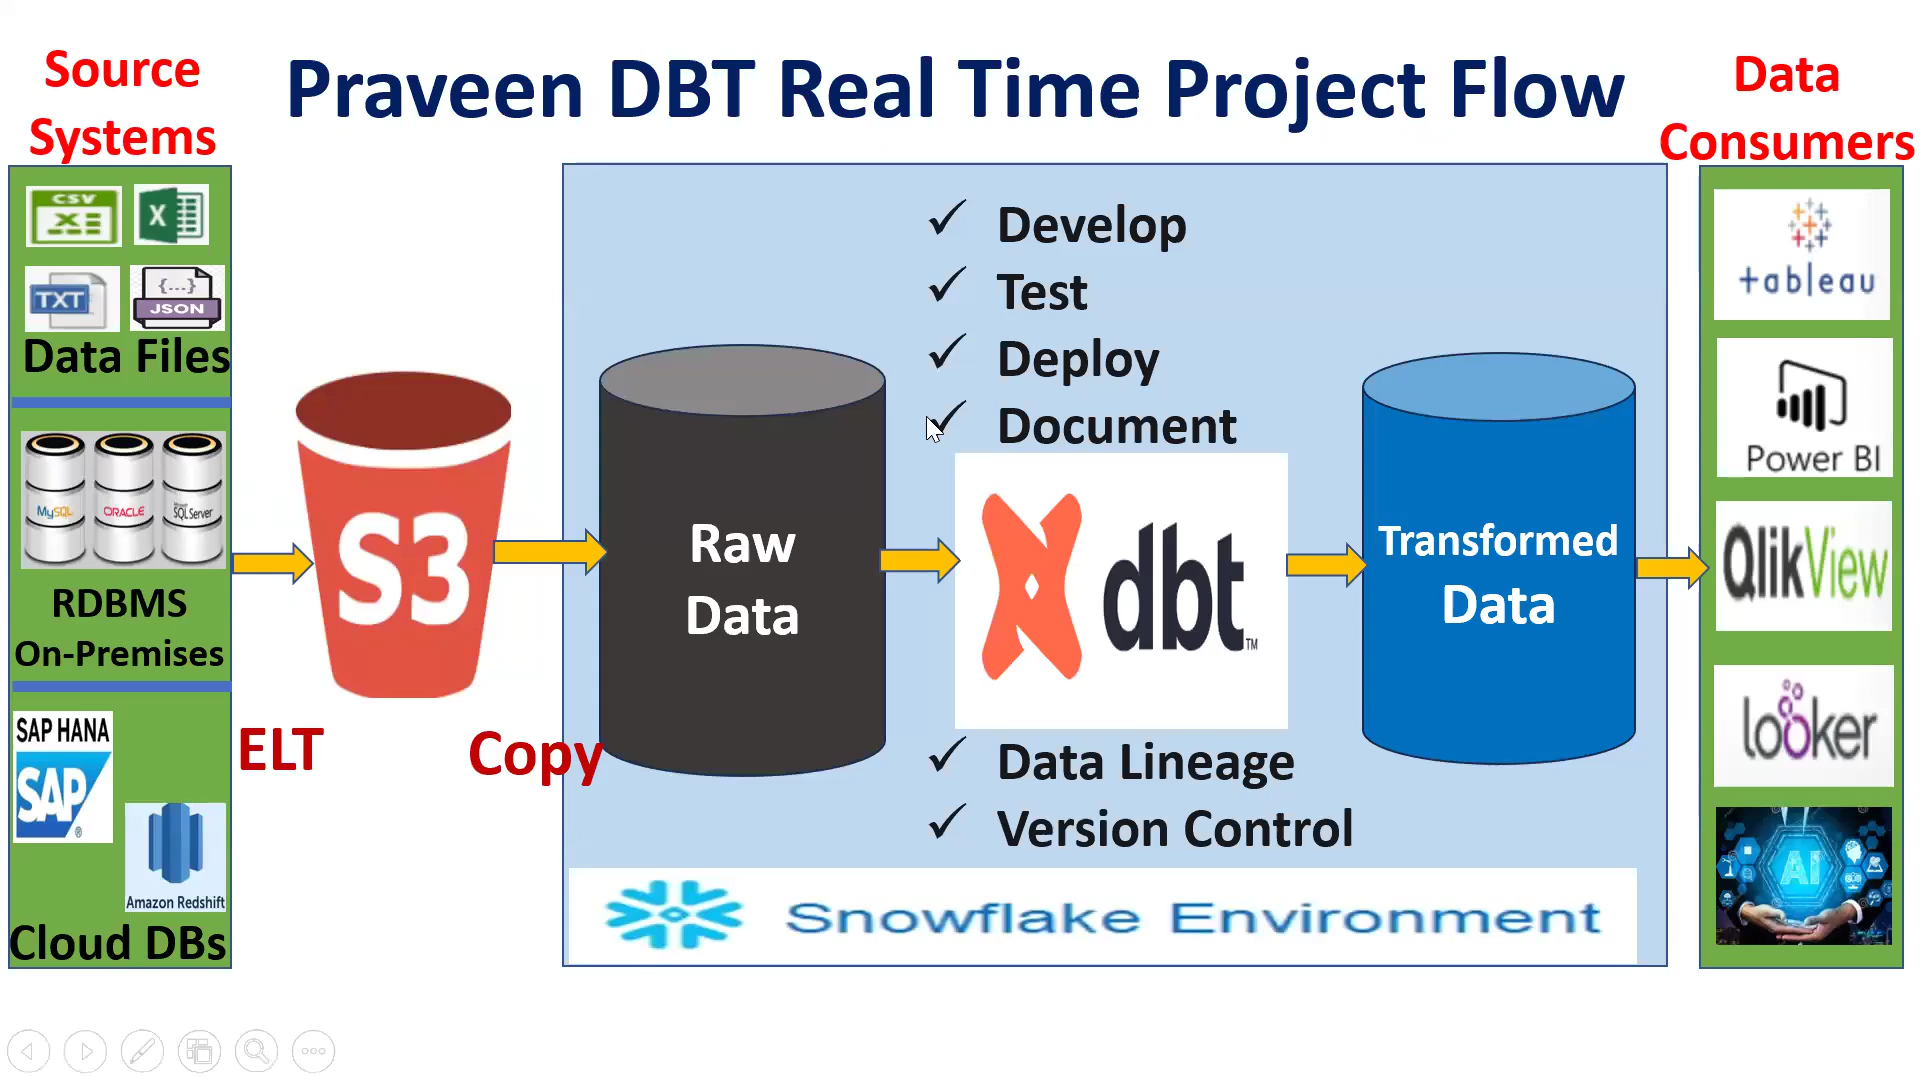 Source
Systems
Praveen DBT Real Time Project Flow
Data
Consumers
CSV
X
TXT
{...}
JSON
Data Files
MySQL
ORACLE
SQL Server
RDBMS
On-Premises
SAP HANA
SAP
®
Amazon Redshift
Cloud DBs
ELT
S3
Copy
Raw
Data
✓ Develop
✓ Test
✓ Deploy
✓ Document
dbt™
✓ Data Lineage
✓ Version Control
Transformed
Data
Snowflake Environment
+ableau
Power BI
QlikView
looker
AI